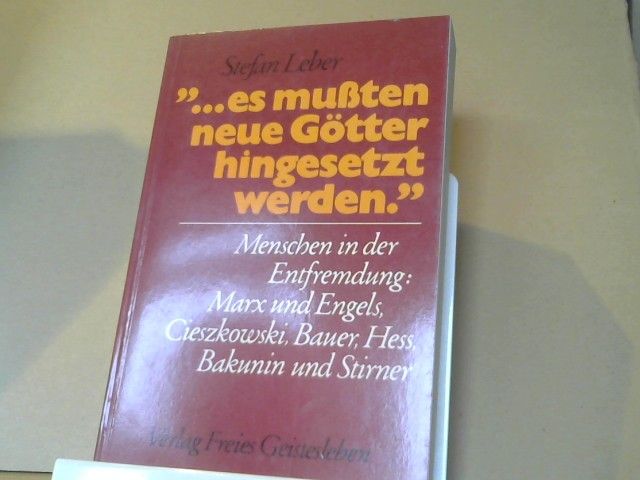 Stefan Leber
”...es mußten
neue Götter
hingesetzt
werden.”
Menschen in der
Entfremdung:
Marx und Engels,
Cieszkowski, Bauer, Hess,
Bakunin und Stirner
Verlag Freies Geistesleben